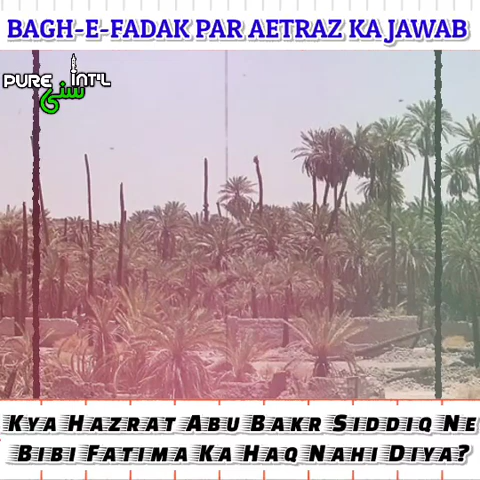 BAGH-E-FADAK PAR AETRAZ KA JAWAB
PURE INT'L
سنی
KYA HAZRAT ABU BAKR SIDDIQ NE
BIBI FATIMA KA HAQ NAHI DIYA?